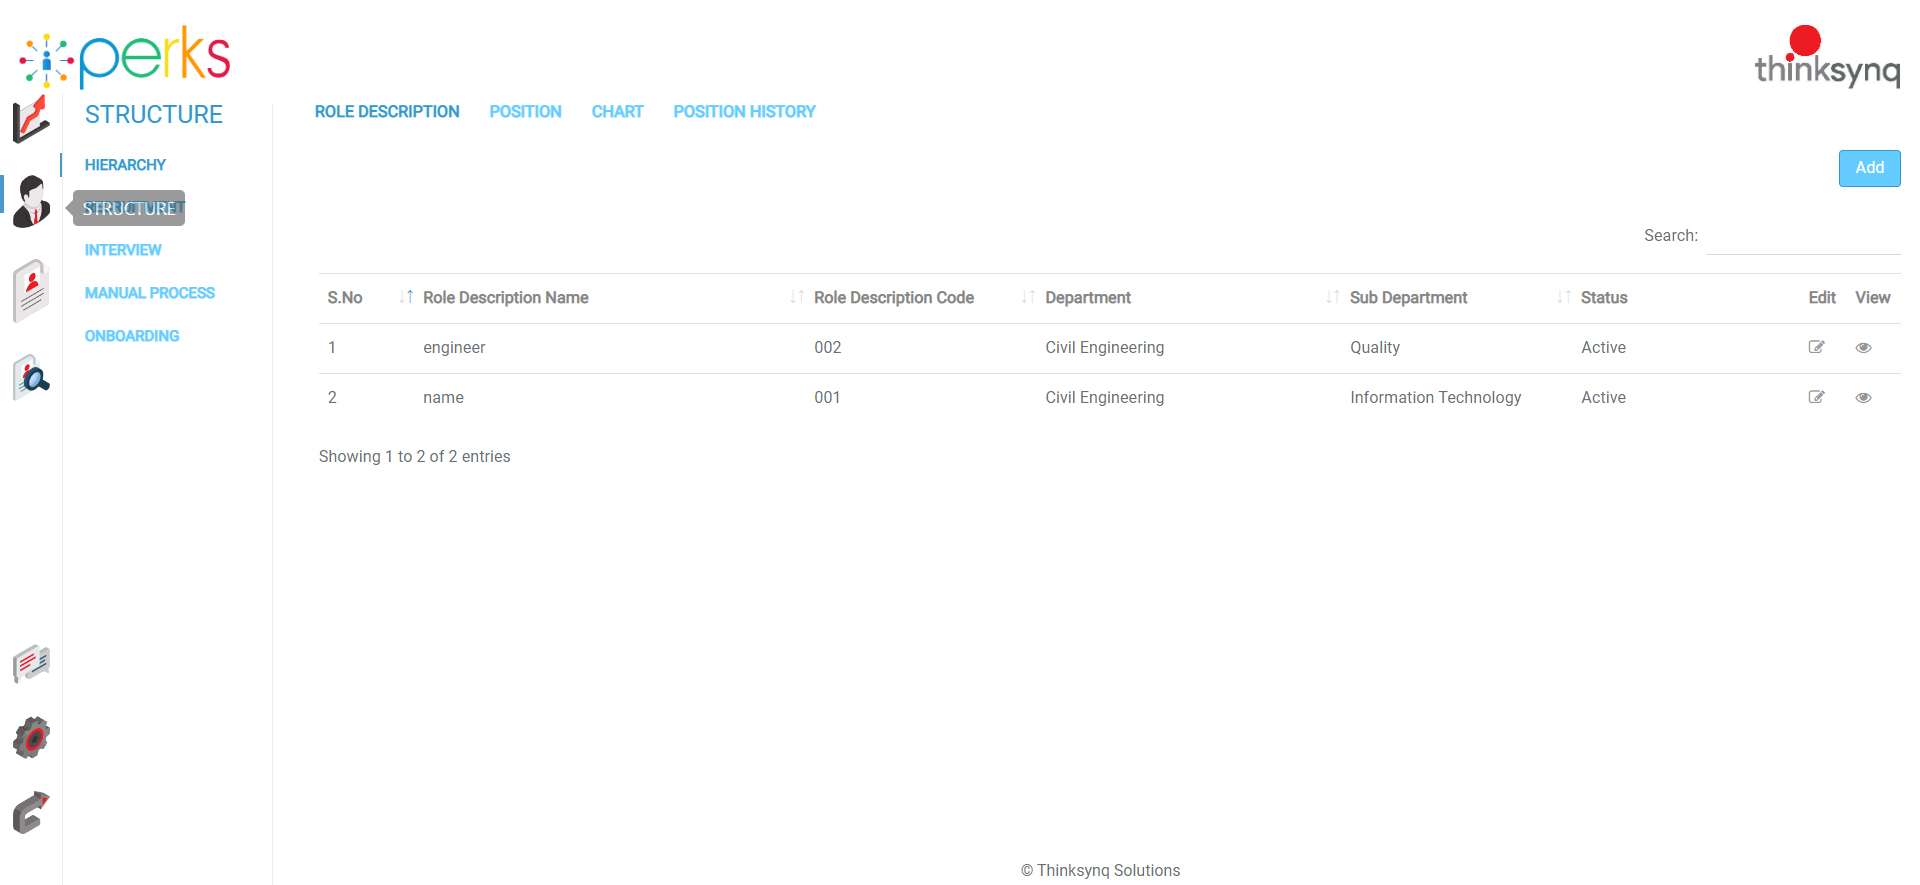 perks
thinksynq
STRUCTURE
ROLE DESCRIPTION POSITION CHART POSITION HISTORY
HIERARCHY
Add
STRUCTURE
Search:
INTERVIEW
MANUAL PROCESS
ONBOARDING
S.No Role Description Name Role Description Code Department Sub Department Status Edit View
1 engineer 002 Civil Engineering Quality Active
2 name 001 Civil Engineering Information Technology Active
Showing 1 to 2 of 2 entries
© Thinksynq Solutions